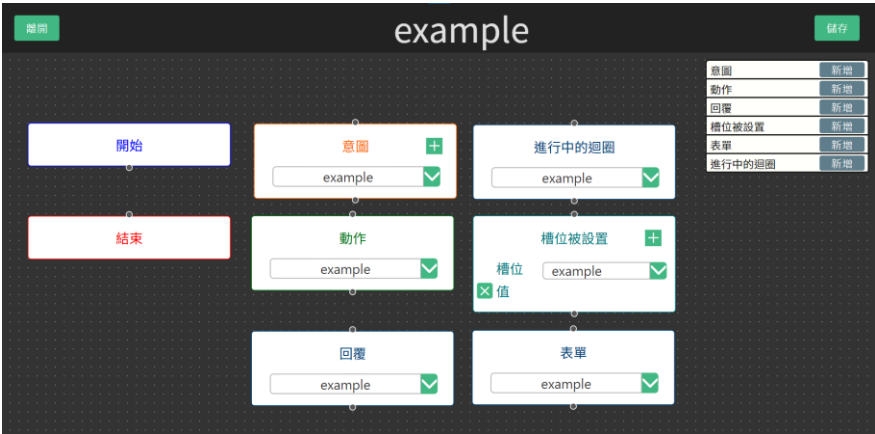 離開
example
儲存
意圖 新增
動作 新增
回覆 新增
槽位被設置 新增
表單 新增
進行中的迴圈 新增
開始
意圖
example
進行中的迴圈
example
結束
動作
example
槽位被設置
槽位 example
值
回覆
example
表單
example